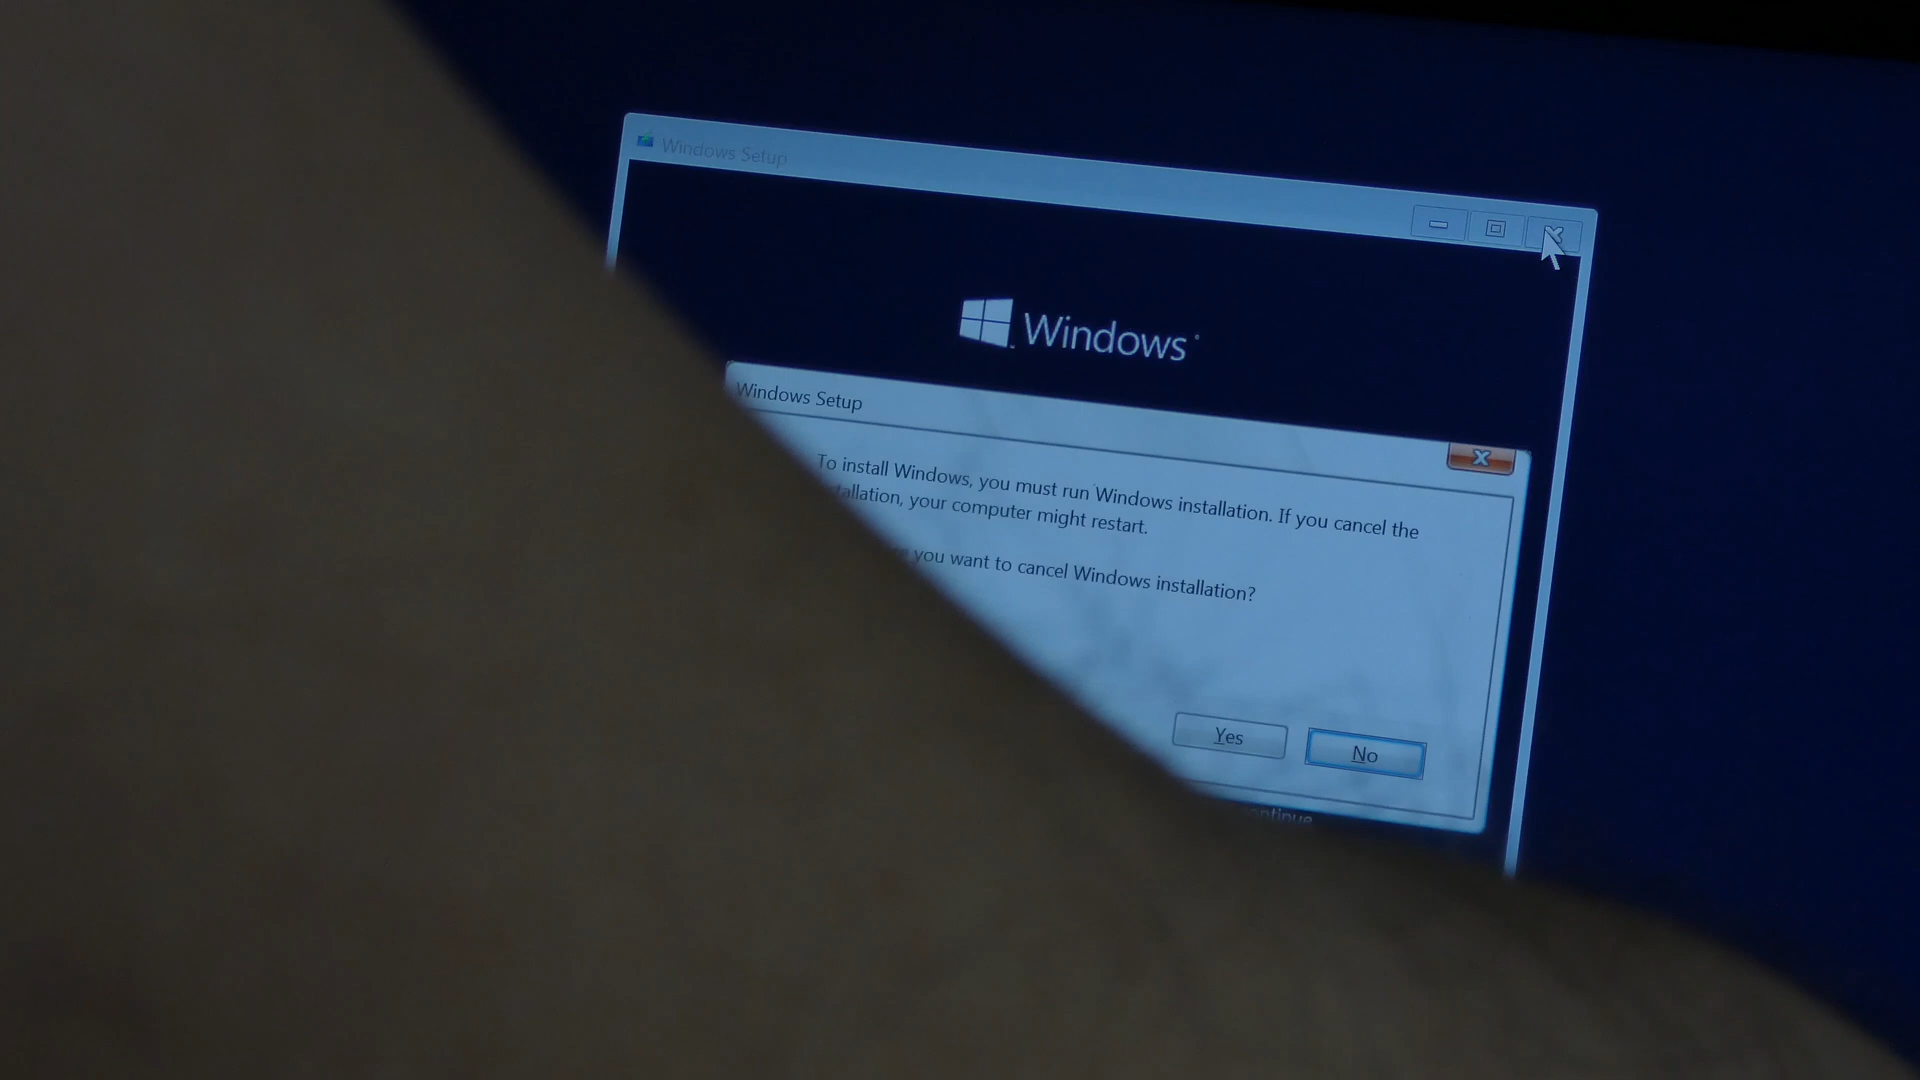 Windows Setup
Windows
Windows Setup
To install Windows, you must run Windows installation. If you cancel the
your computer might restart.
you want to cancel Windows installation?
Yes
No